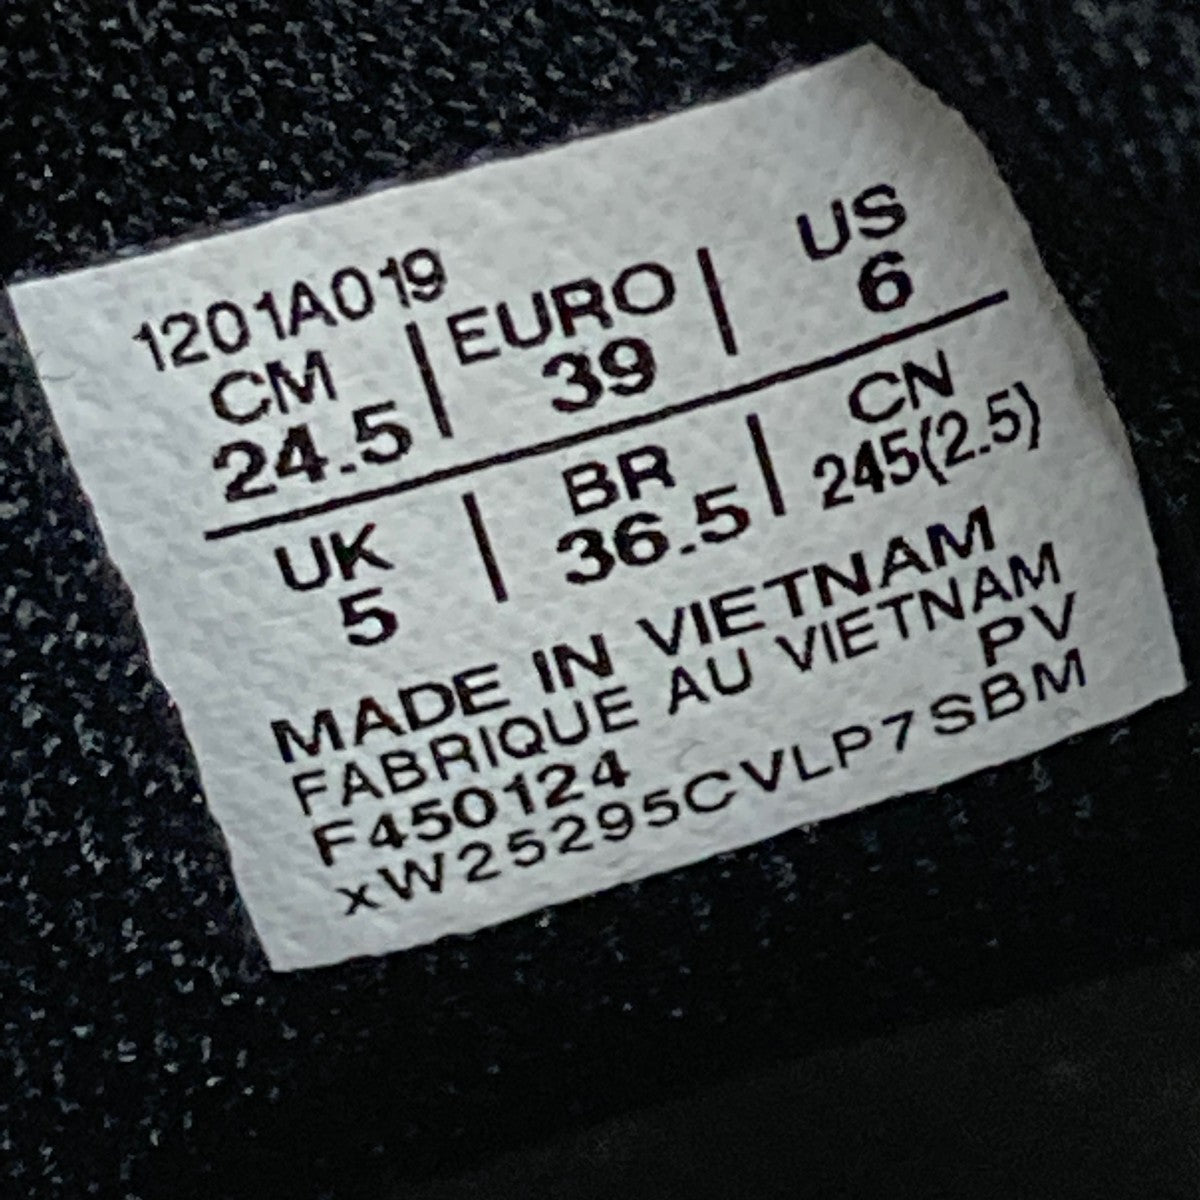 1201A019
CM | EURO | US
24.5 | 39 | 6
UK | BR | CN
5 | 36.5 | 245(2.5)
MADE IN VIETNAM
FABRIQUE AU VIETNAM
PV
F450124
xW25295CVLP7SBM